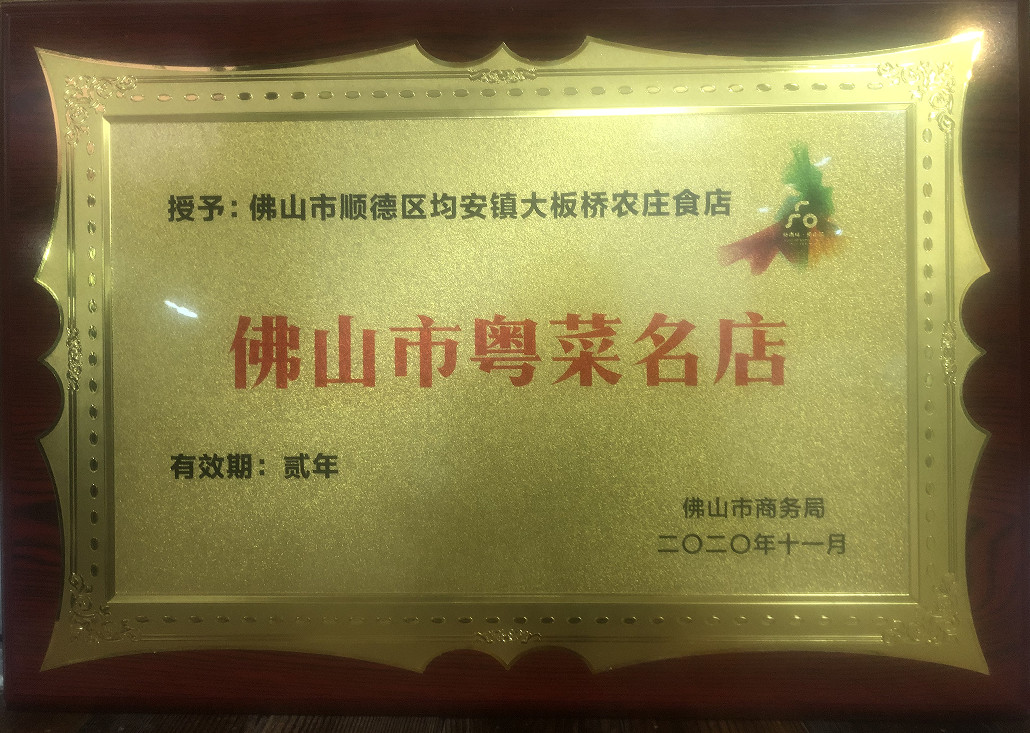 授予：佛山市顺德区均安镇大板桥农庄食店
佛山市粤菜名店
有效期：贰年
佛山市商务局
二〇二〇年十一月